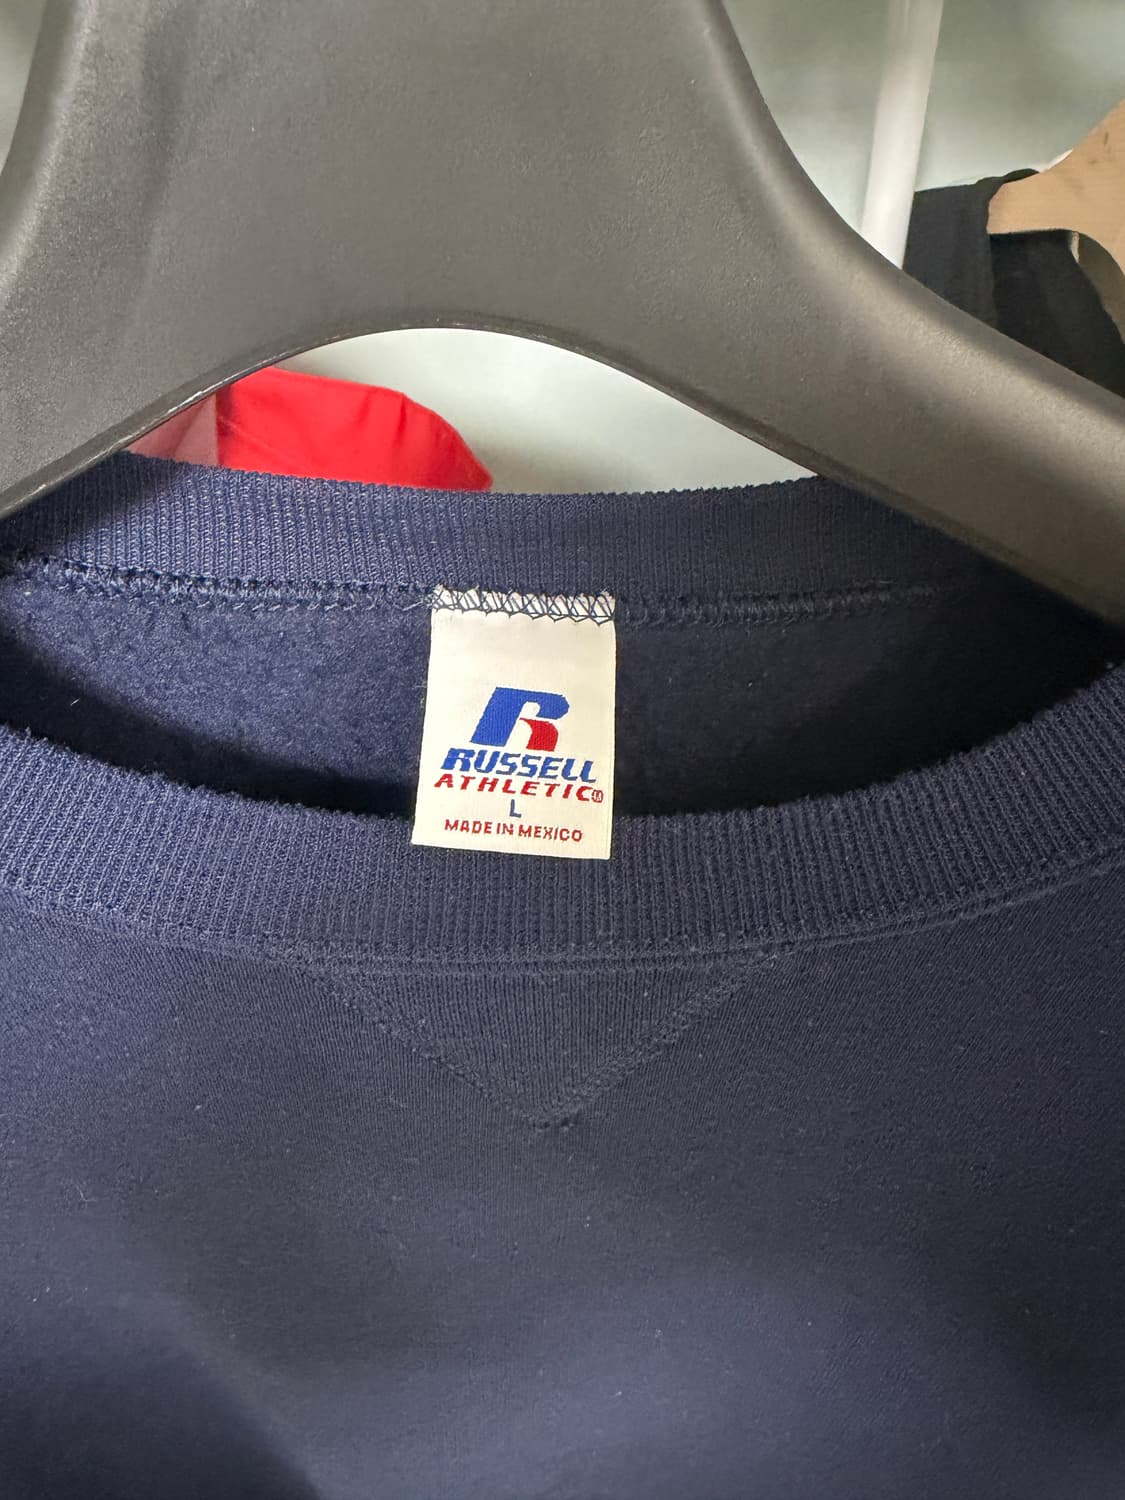 R
RUSSELL
ATHLETIC
L
MADE IN MEXICO